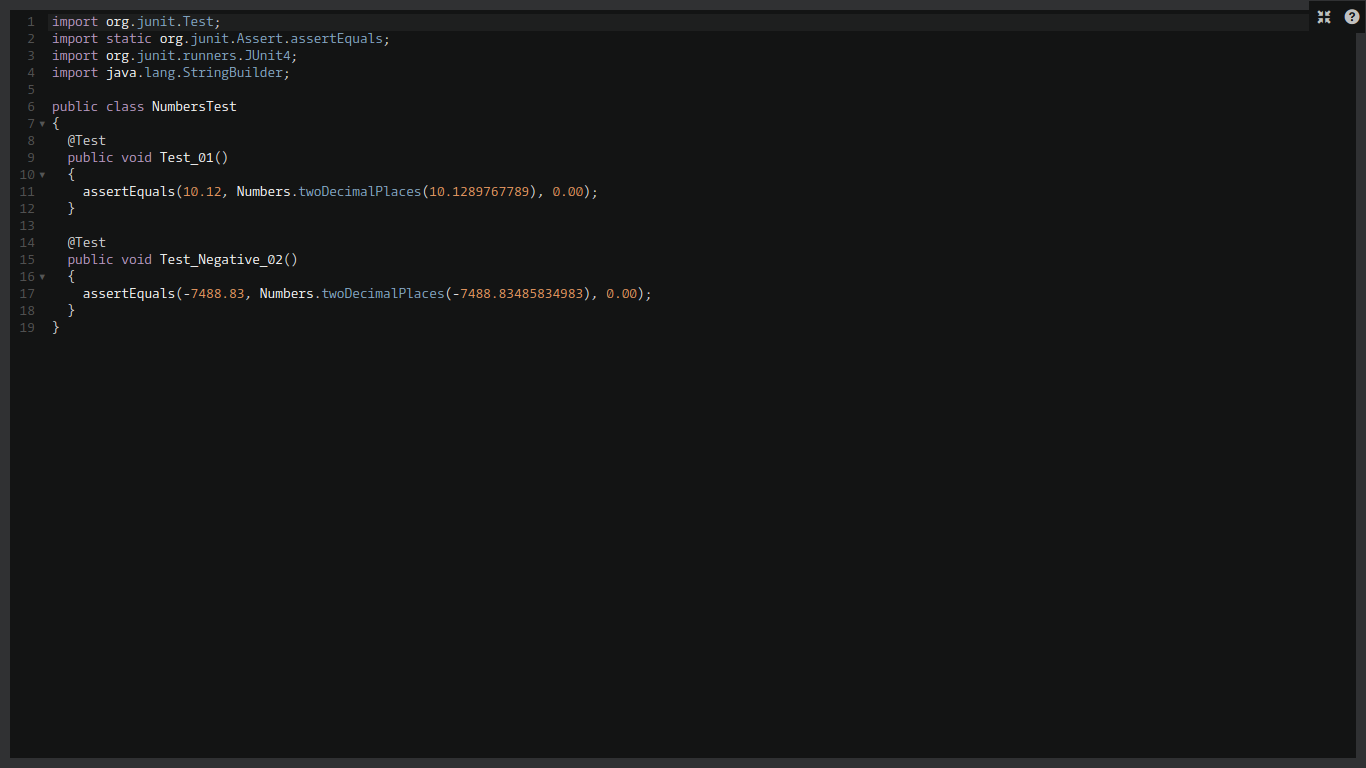 1 import org.junit.Test;
2 import static org.junit.Assert.assertEquals;
3 import org.junit.runners.JUnit4;
4 import java.lang.StringBuilder;
5
6 public class NumbersTest
7 {
8   @Test
9   public void Test_01()
10   {
11     assertEquals(10.12, Numbers.twoDecimalPlaces(10.1289767789), 0.00);
12   }
13
14   @Test
15   public void Test_Negative_02()
16   {
17     assertEquals(-7488.83, Numbers.twoDecimalPlaces(-7488.83485834983), 0.00);
18   }
19 }